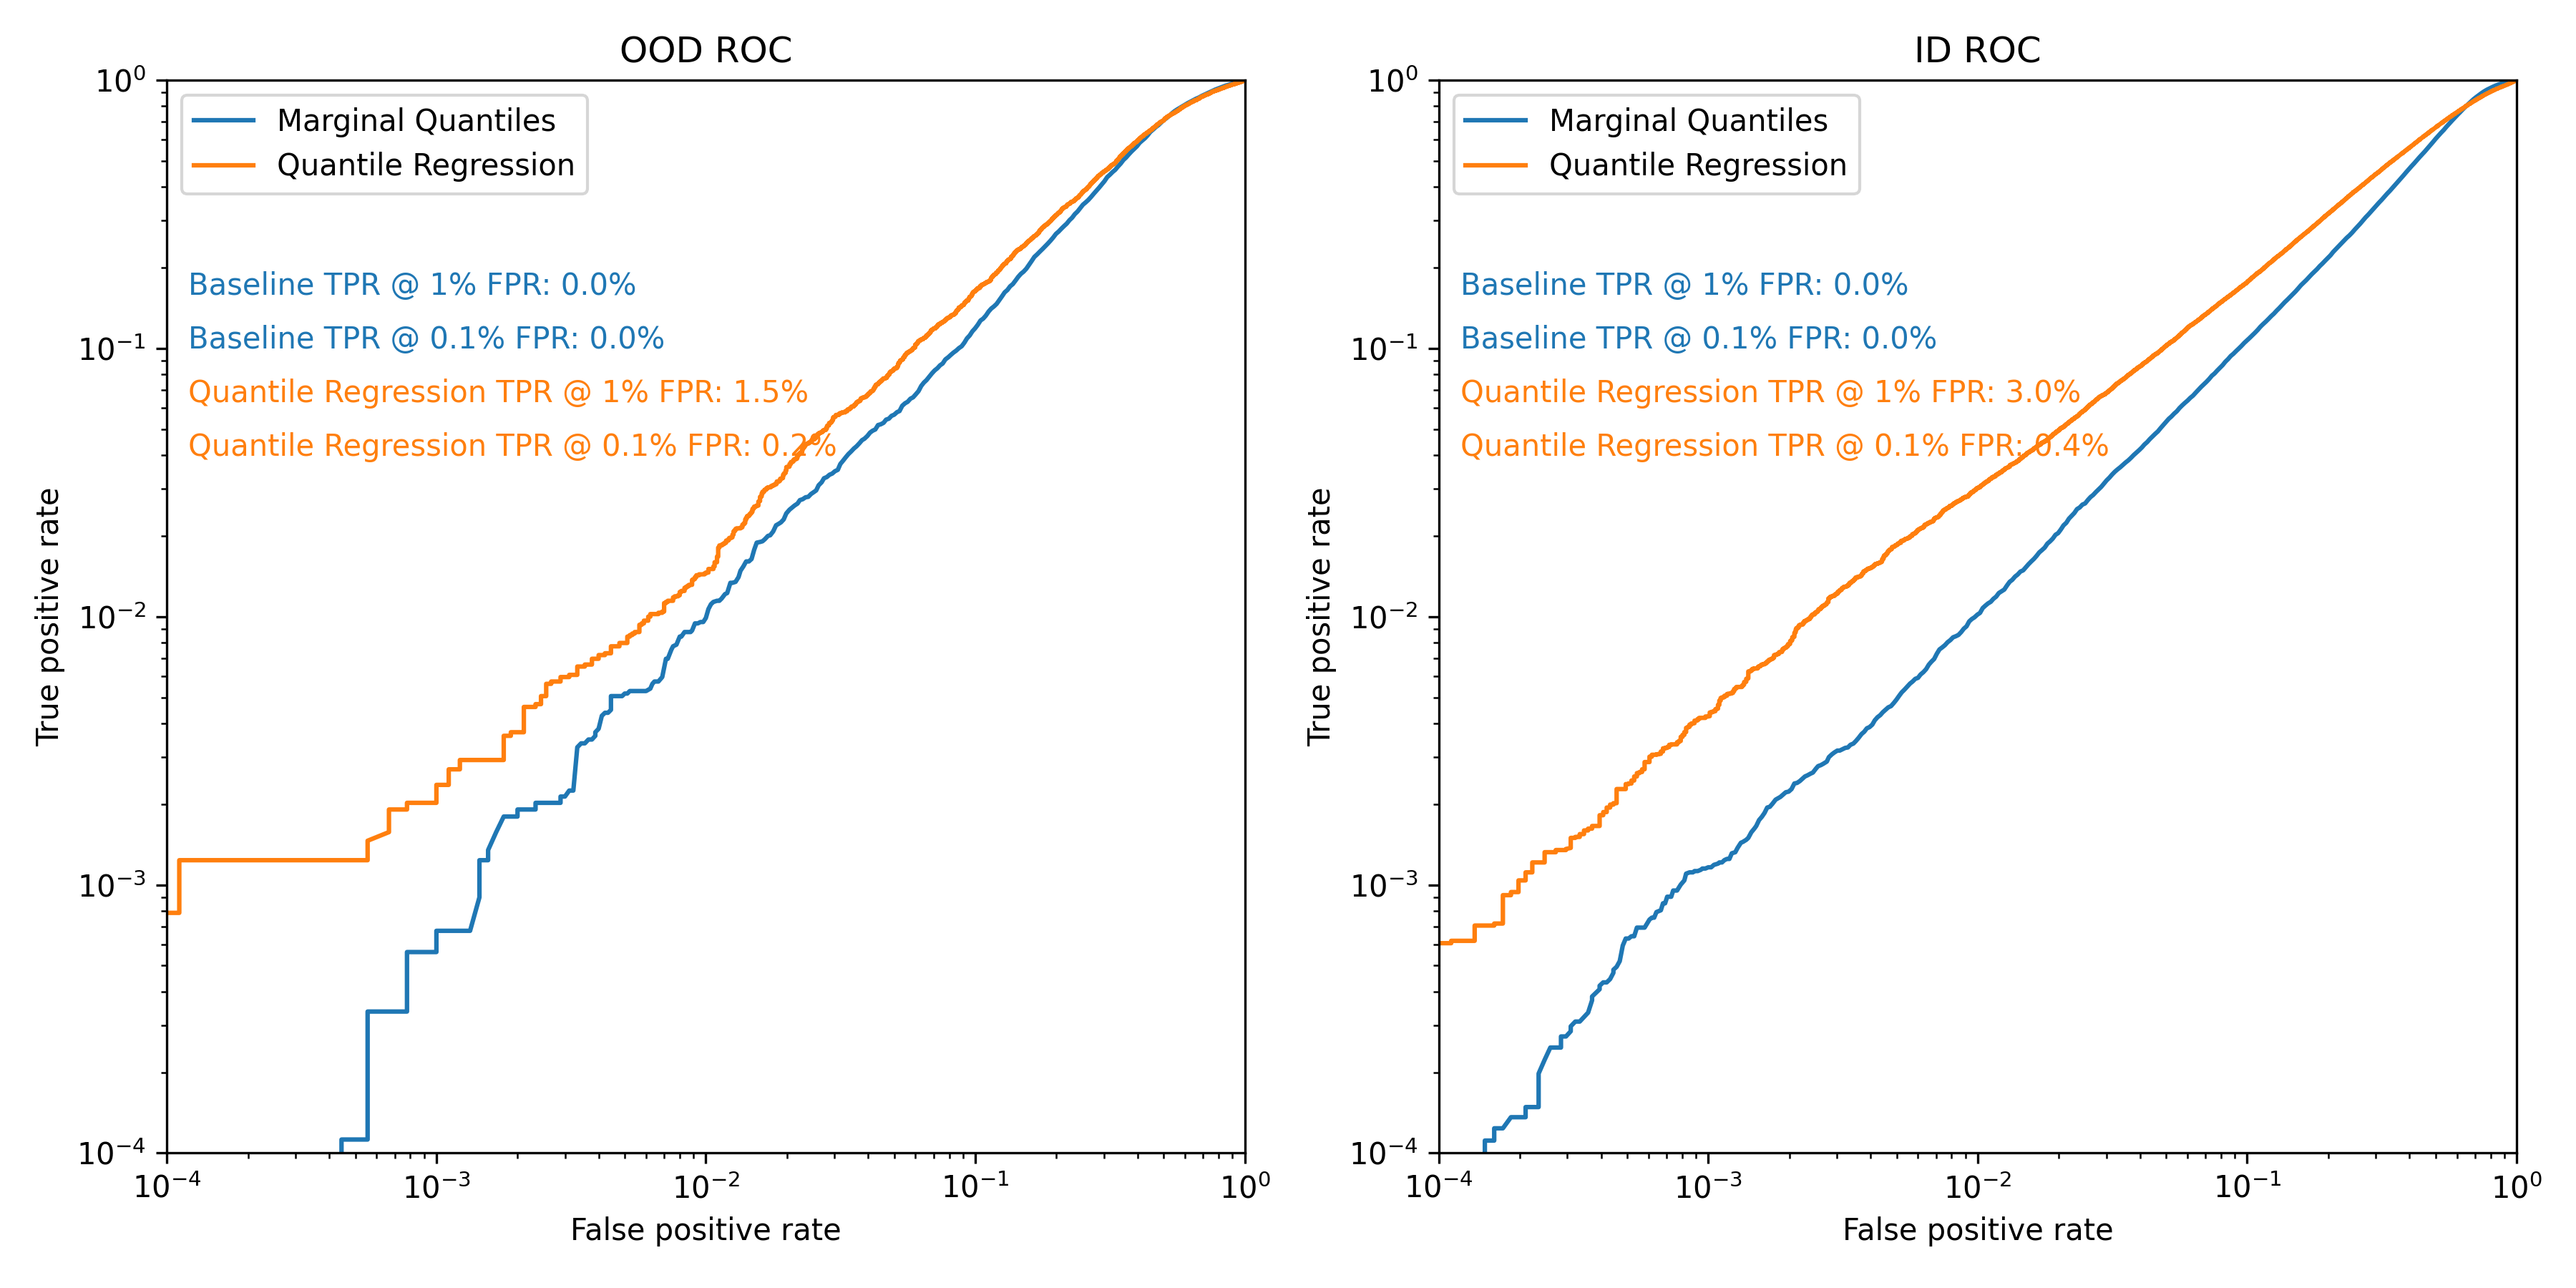 OOD ROC
10⁰
10⁻¹
10⁻²
10⁻³
10⁻⁴
True positive rate
Marginal Quantiles
Quantile Regression
Baseline TPR @ 1% FPR: 0.0%
Baseline TPR @ 0.1% FPR: 0.0%
Quantile Regression TPR @ 1% FPR: 1.5%
Quantile Regression TPR @ 0.1% FPR: 0.2%
10⁻⁴ 10⁻³ 10⁻² 10⁻¹ 10⁰
False positive rate
ID ROC
10⁰
10⁻¹
10⁻²
10⁻³
10⁻⁴
True positive rate
Marginal Quantiles
Quantile Regression
Baseline TPR @ 1% FPR: 0.0%
Baseline TPR @ 0.1% FPR: 0.0%
Quantile Regression TPR @ 1% FPR: 3.0%
Quantile Regression TPR @ 0.1% FPR: 0.4%
10⁻⁴ 10⁻³ 10⁻² 10⁻¹ 10⁰
False positive rate